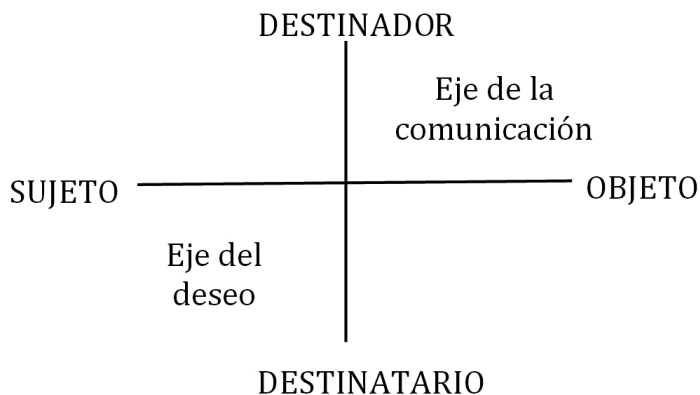 DESTINADOR
Eje de la
comunicación
SUJETO
OBJETO
Eje del
deseo
DESTINATARIO